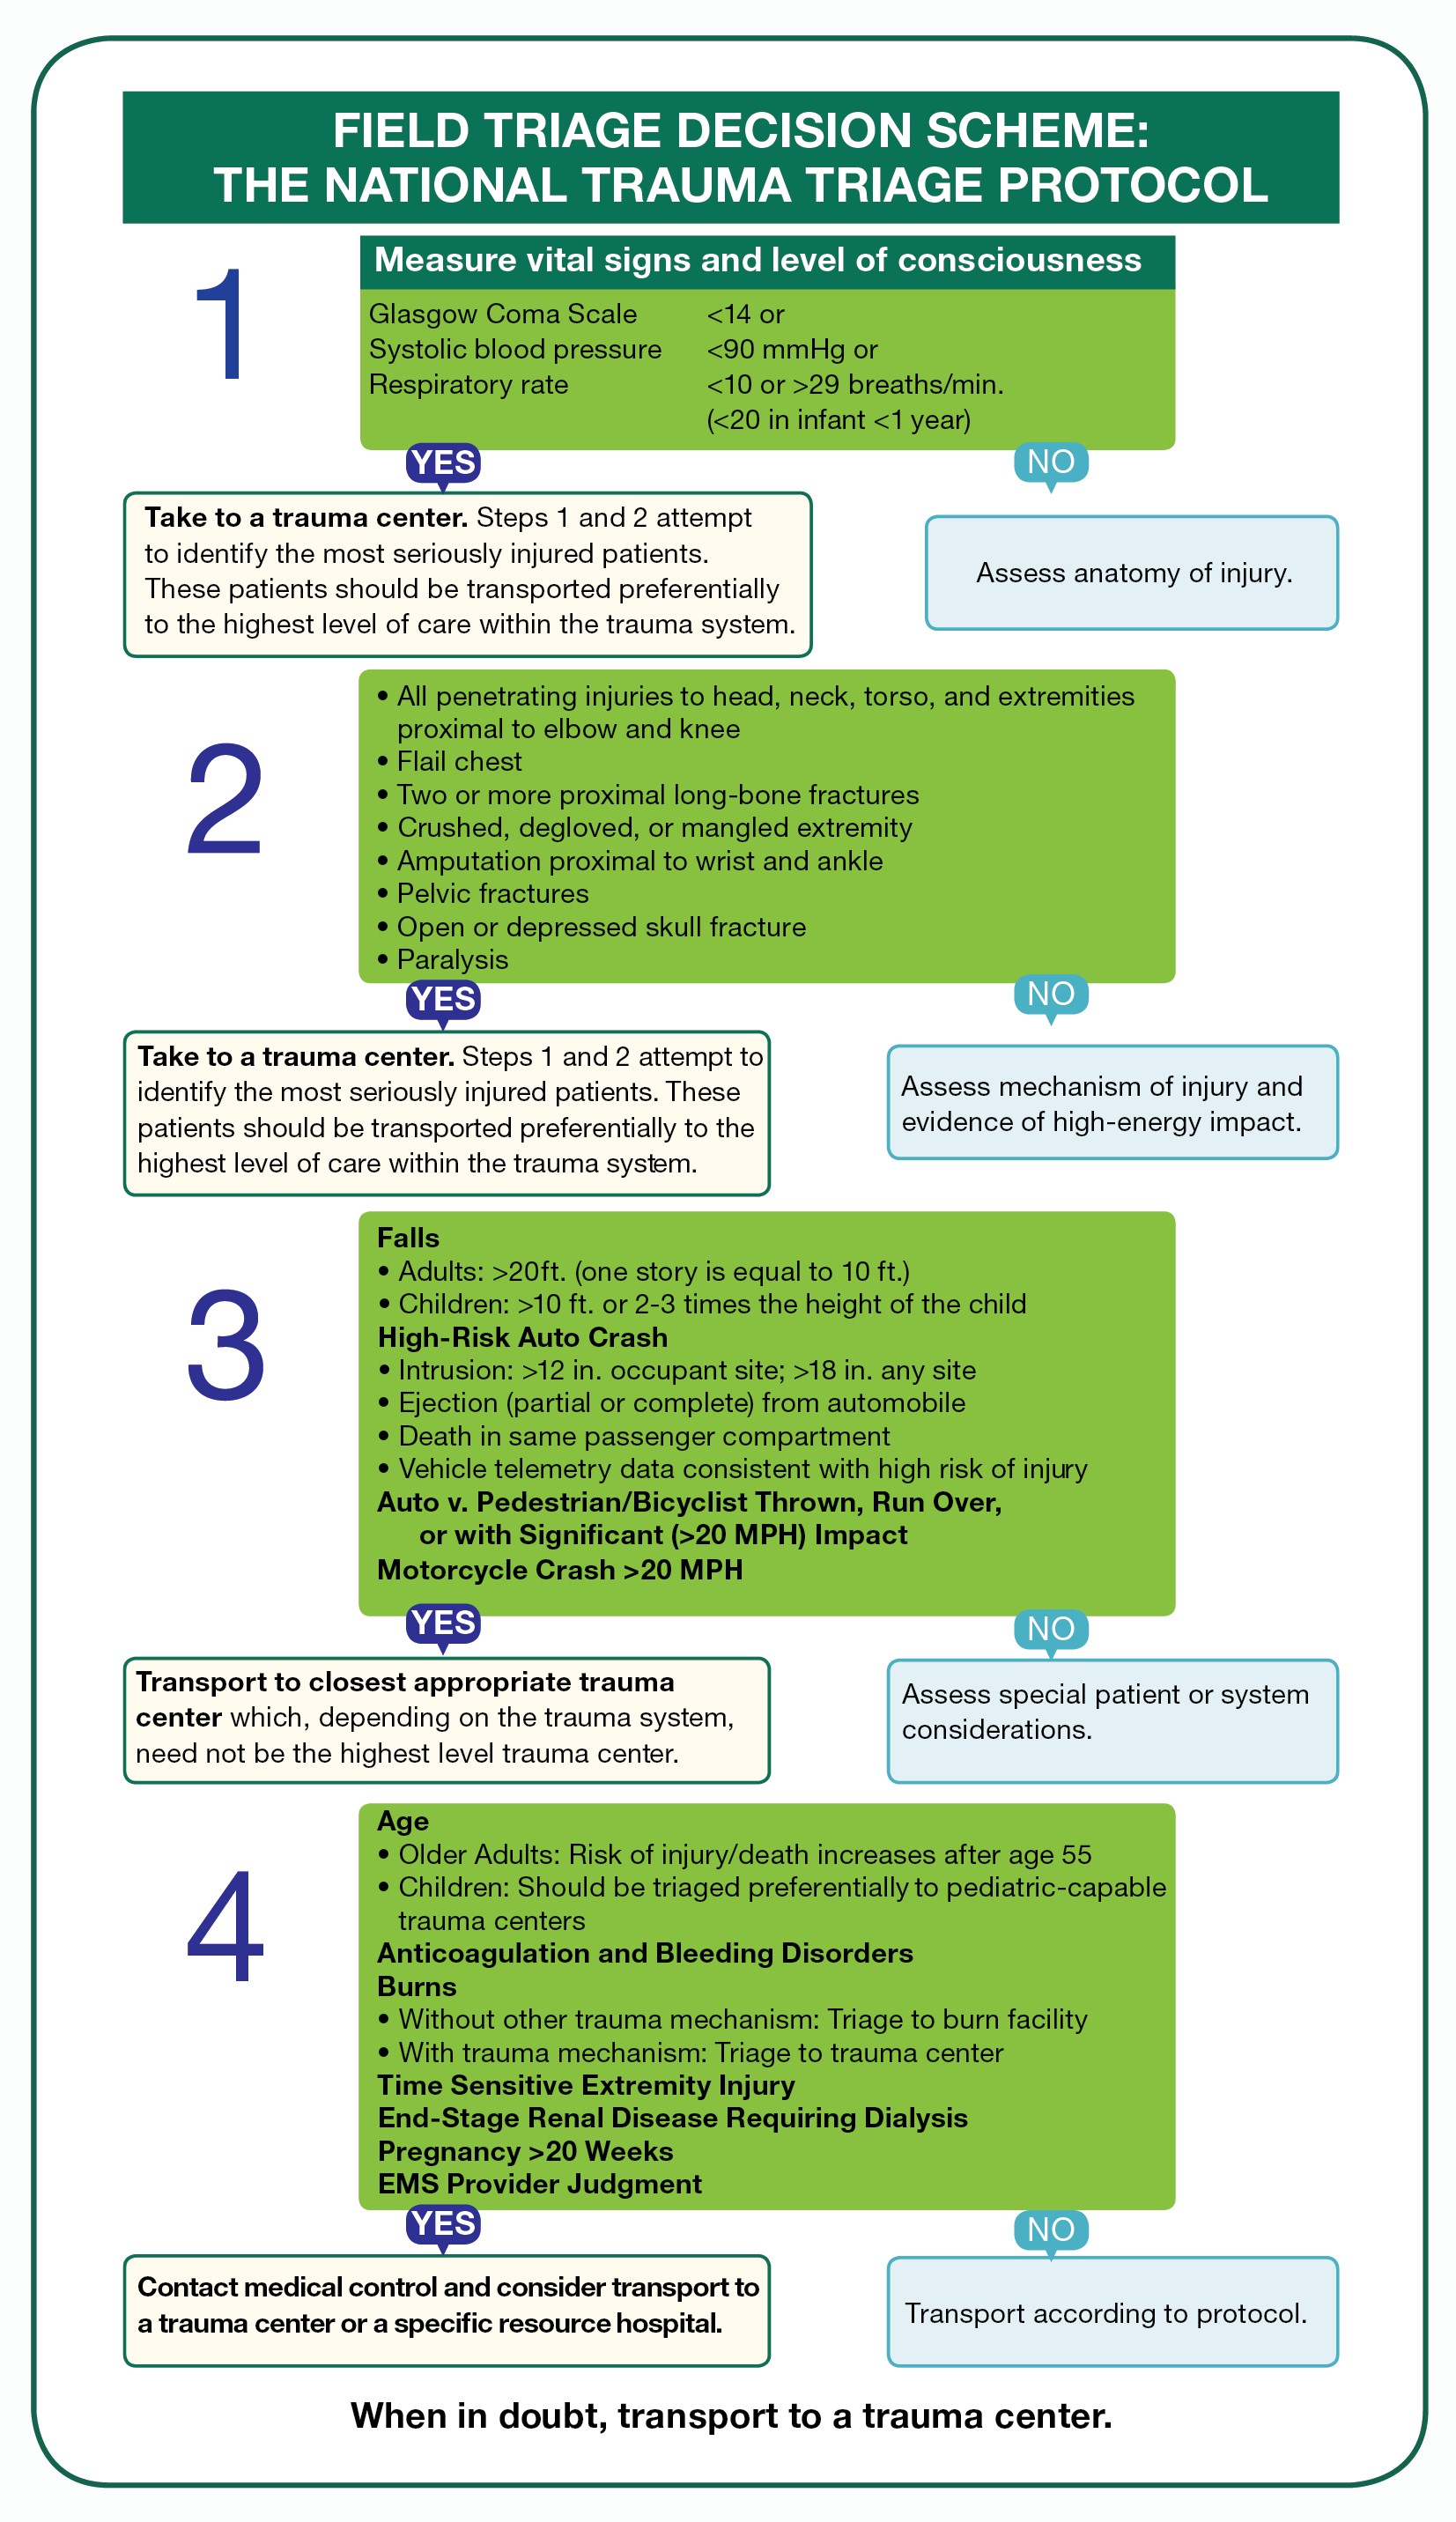 FIELD TRIAGE DECISION SCHEME:
THE NATIONAL TRAUMA TRIAGE PROTOCOL
1
Measure vital signs and level of consciousness
Glasgow Coma Scale <14 or
Systolic blood pressure <90 mmHg or
Respiratory rate <10 or >29 breaths/min.
(<20 in infant <1 year)
YES
NO
Take to a trauma center. Steps 1 and 2 attempt
to identify the most seriously injured patients.
These patients should be transported preferentially
to the highest level of care within the trauma system.
Assess anatomy of injury.
2
• All penetrating injuries to head, neck, torso, and extremities
proximal to elbow and knee
• Flail chest
• Two or more proximal long-bone fractures
• Crushed, degloved, or mangled extremity
• Amputation proximal to wrist and ankle
• Pelvic fractures
• Open or depressed skull fracture
• Paralysis
YES
NO
Take to a trauma center. Steps 1 and 2 attempt to
identify the most seriously injured patients. These
patients should be transported preferentially to the
highest level of care within the trauma system.
Assess mechanism of injury and
evidence of high-energy impact.
3
Falls
• Adults: >20ft. (one story is equal to 10 ft.)
• Children: >10 ft. or 2-3 times the height of the child
High-Risk Auto Crash
• Intrusion: >12 in. occupant site; >18 in. any site
• Ejection (partial or complete) from automobile
• Death in same passenger compartment
• Vehicle telemetry data consistent with high risk of injury
Auto v. Pedestrian/Bicyclist Thrown, Run Over,
or with Significant (>20 MPH) Impact
Motorcycle Crash >20 MPH
YES
NO
Transport to closest appropriate trauma
center which, depending on the trauma system,
need not be the highest level trauma center.
Assess special patient or system
considerations.
4
Age
• Older Adults: Risk of injury/death increases after age 55
• Children: Should be triaged preferentially to pediatric-capable
trauma centers
Anticoagulation and Bleeding Disorders
Burns
• Without other trauma mechanism: Triage to burn facility
• With trauma mechanism: Triage to trauma center
Time Sensitive Extremity Injury
End-Stage Renal Disease Requiring Dialysis
Pregnancy >20 Weeks
EMS Provider Judgment
YES
NO
Contact medical control and consider transport to
a trauma center or a specific resource hospital.
Transport according to protocol.
When in doubt, transport to a trauma center.